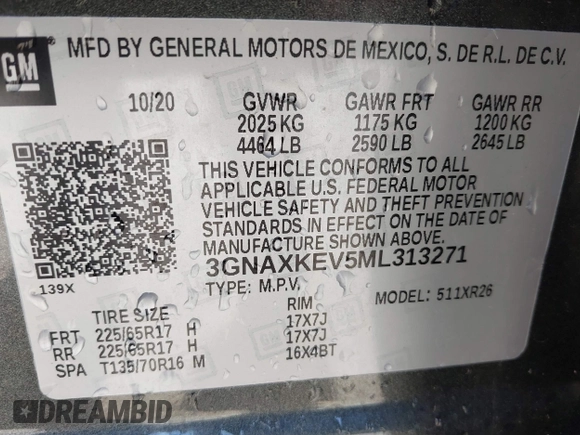 GM
MFD BY GENERAL MOTORS DE MEXICO, S. DE R.L. DE C.V.
10/20 GVWR GAWR FRT GAWR RR
2025 KG 1175 KG 1200 KG
4464 LB 2590 LB 2645 LB
THIS VEHICLE CONFORMS TO ALL
APPLICABLE U.S. FEDERAL MOTOR
VEHICLE SAFETY AND THEFT PREVENTION
STANDARDS IN EFFECT ON THE DATE OF
MANUFACTURE SHOWN ABOVE.
3GNAXKEV5ML313271
139X
TYPE: M.P.V. MODEL: 511XR26
TIRE SIZE RIM
FRT 225/65R17 H 17X7J
RR 225/65R17 H 17X7J
SPA T135/70R16 M 16X4BT
DREAMBID